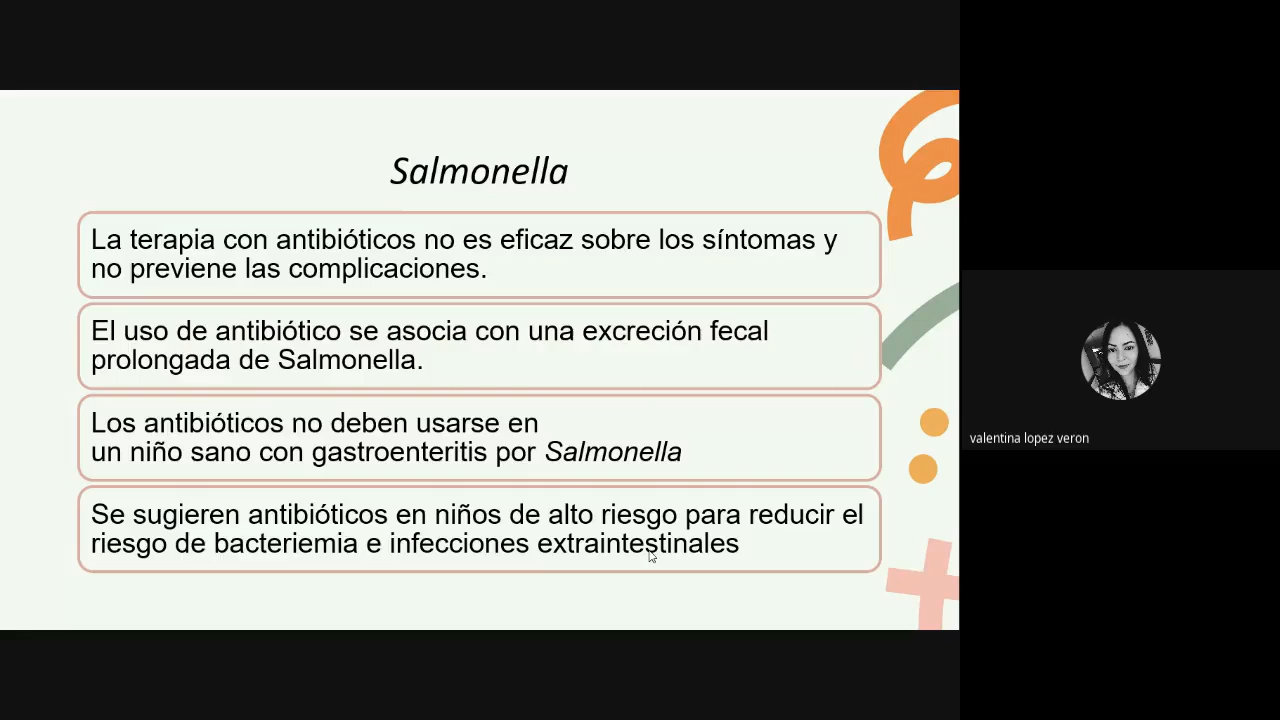 Salmonella
La terapia con antibióticos no es eficaz sobre los síntomas y
no previene las complicaciones.
El uso de antibiótico se asocia con una excreción fecal
prolongada de Salmonella.
Los antibióticos no deben usarse en
un niño sano con gastroenteritis por Salmonella
Se sugieren antibióticos en niños de alto riesgo para reducir el
riesgo de bacteriemia e infecciones extraintestinales
valentina lopez veron